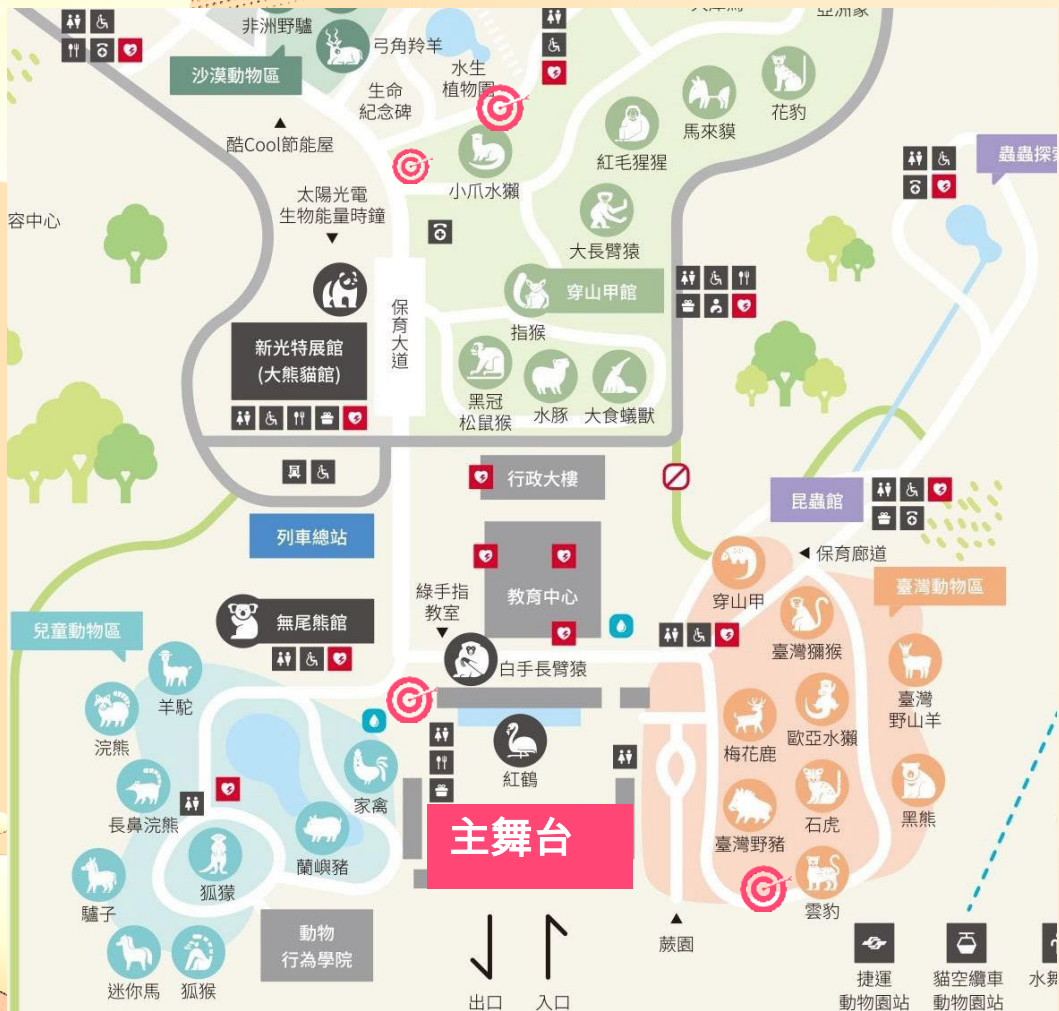 非洲野驢
弓角羚羊
沙漠動物區
水生
植物園
生命
紀念碑
酷Cool節能屋
亞洲象
花豹
馬來貘
紅毛猩猩
小爪水獺
大長臂猿
蟲蟲探
容中心
太陽光電
生物能量時鐘
穿山甲館
指猴
保育大道
新光特展館
(大熊貓館)
黑冠
松鼠猴
水豚
大食蟻獸
行政大樓
列車總站
教育中心
昆蟲館
保育廊道
臺灣動物區
穿山甲
臺灣獼猴
臺灣
野山羊
綠手指
教室
無尾熊館
白手長臂猿
兒童動物區
羊駝
浣熊
長鼻浣熊
家禽
紅鶴
梅花鹿
歐亞水獺
石虎
黑熊
臺灣野豬
雲豹
主舞台
蘭嶼豬
狐獴
驢子
迷你馬
狐猴
動物
行為學院
出口
入口
蕨園
捷運
動物園站
貓空纜車
動物園站
水舞